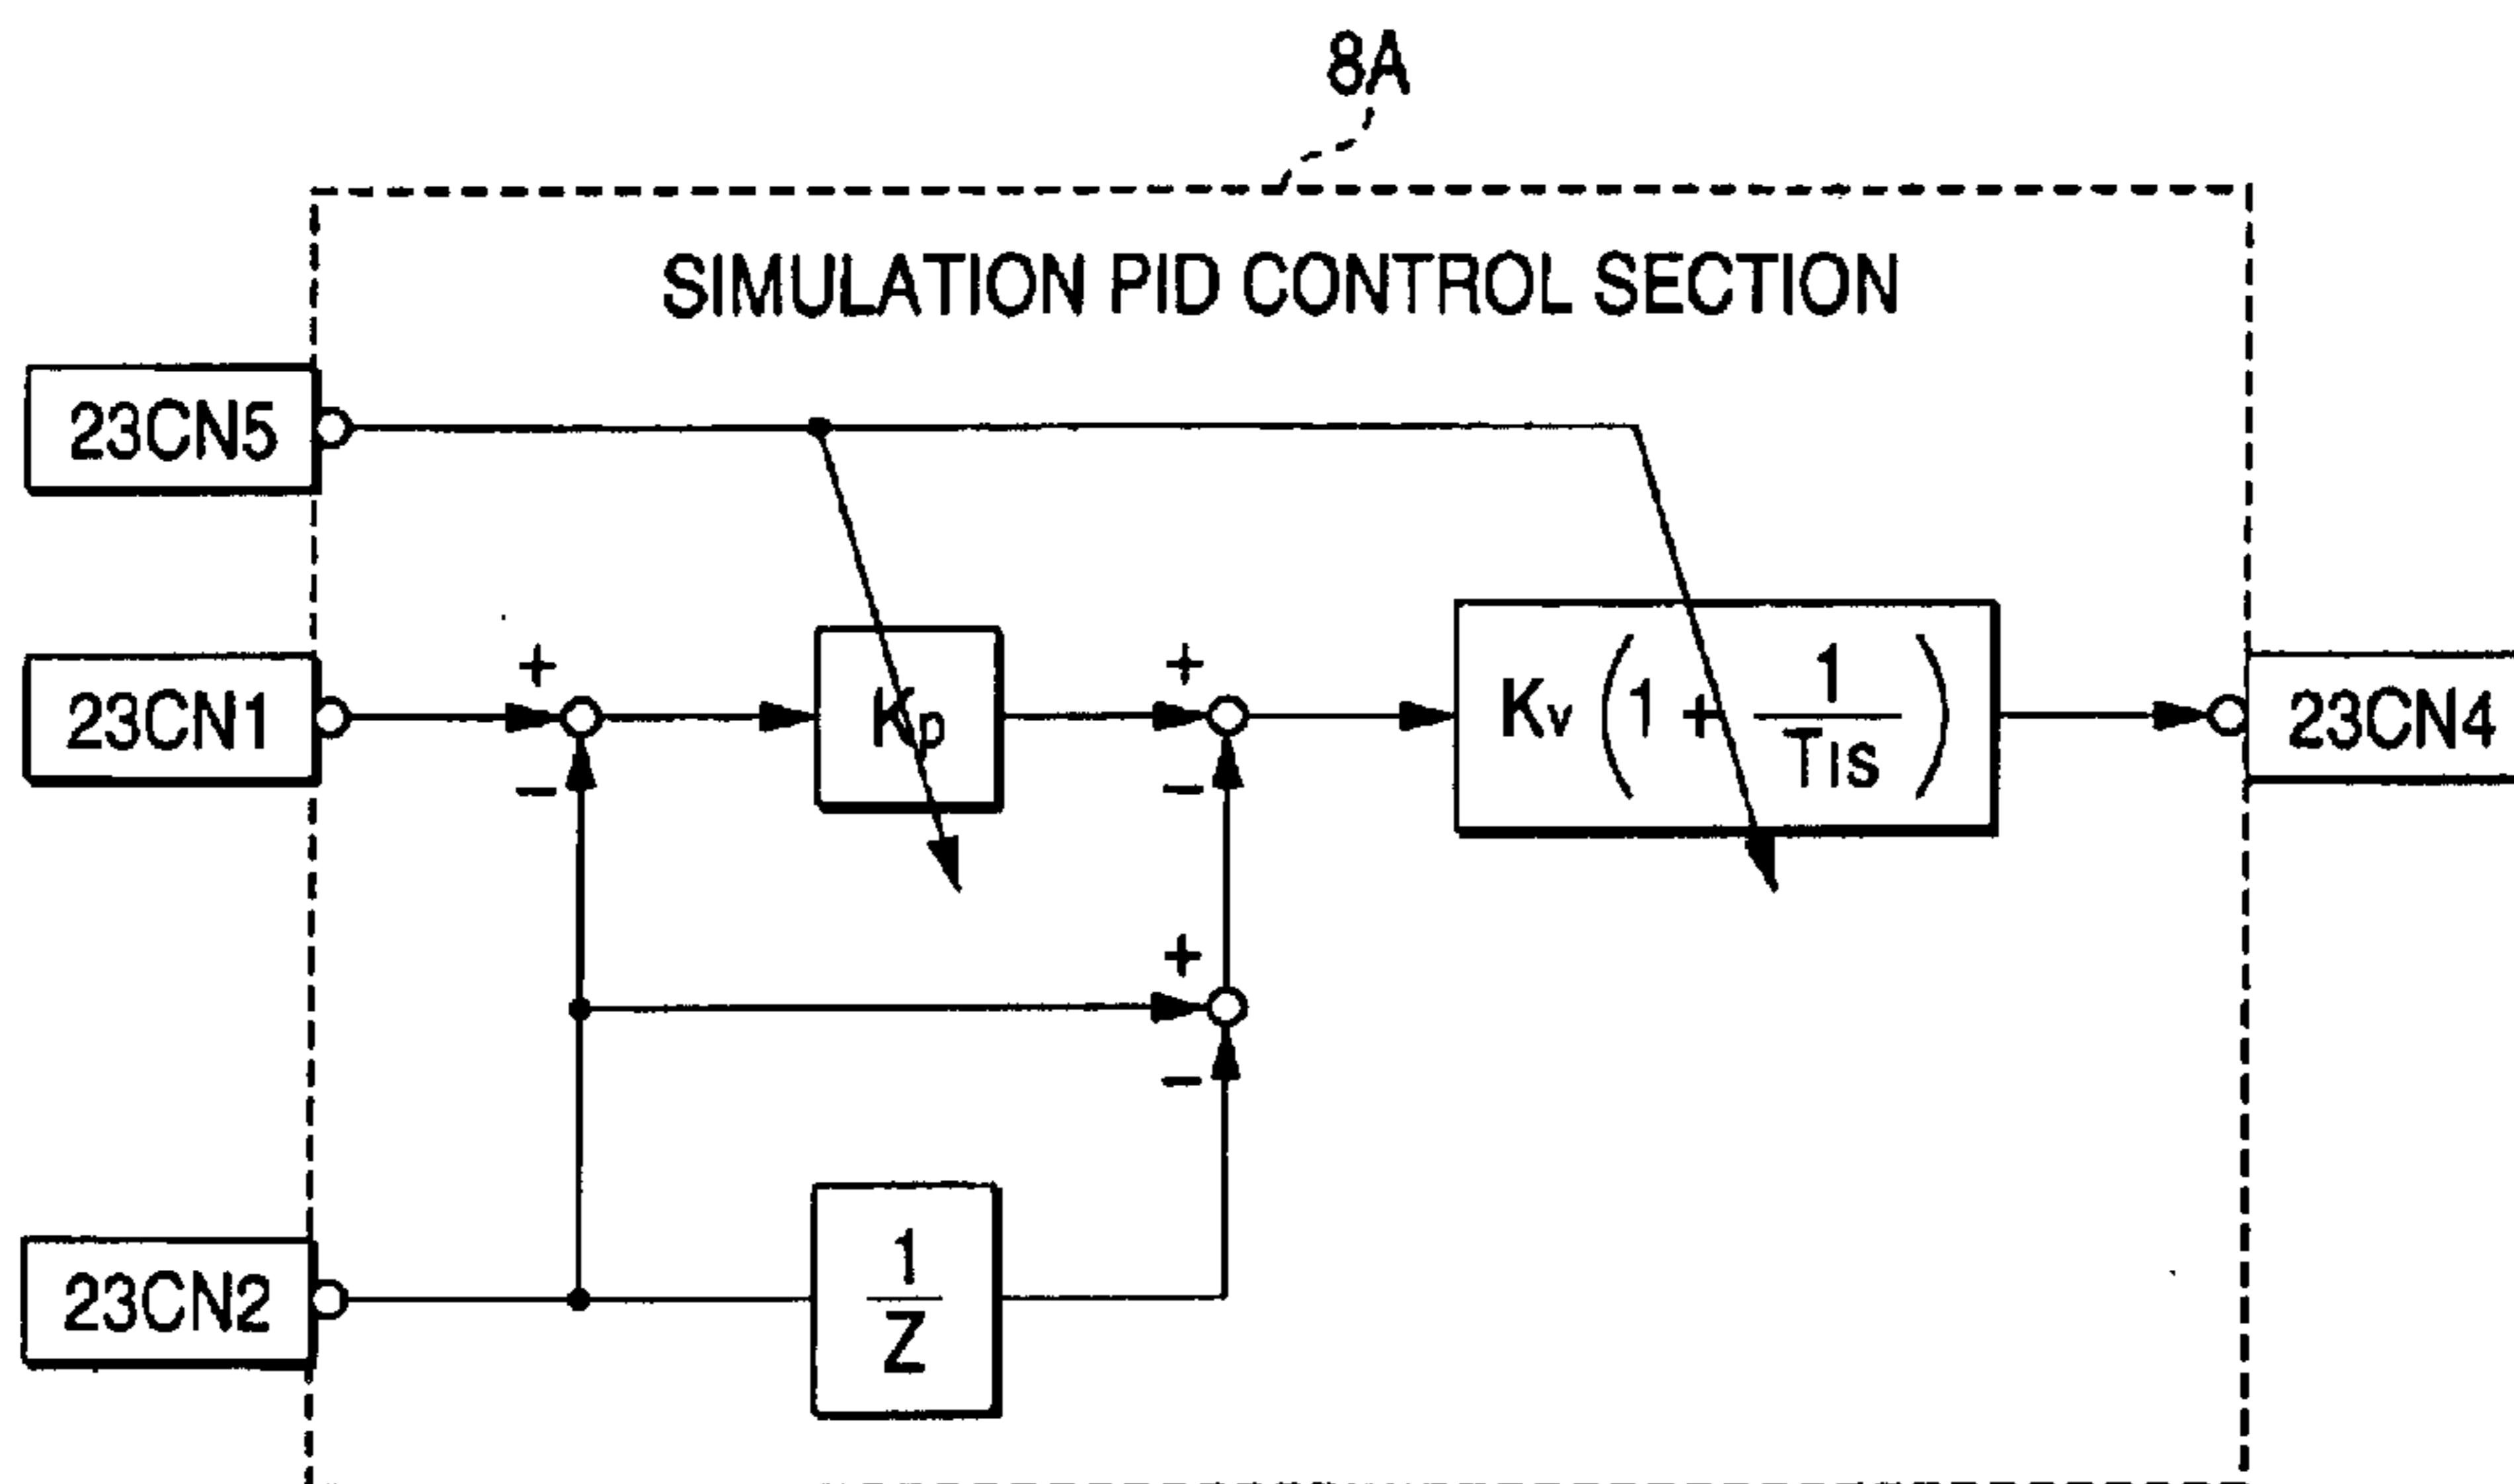 8A
SIMULATION PID CONTROL SECTION
23CN5
23CN1
+
−
Kp
+
−
Kv ( 1 + 1 / Tis )
23CN4
+
−
23CN2
1
Z